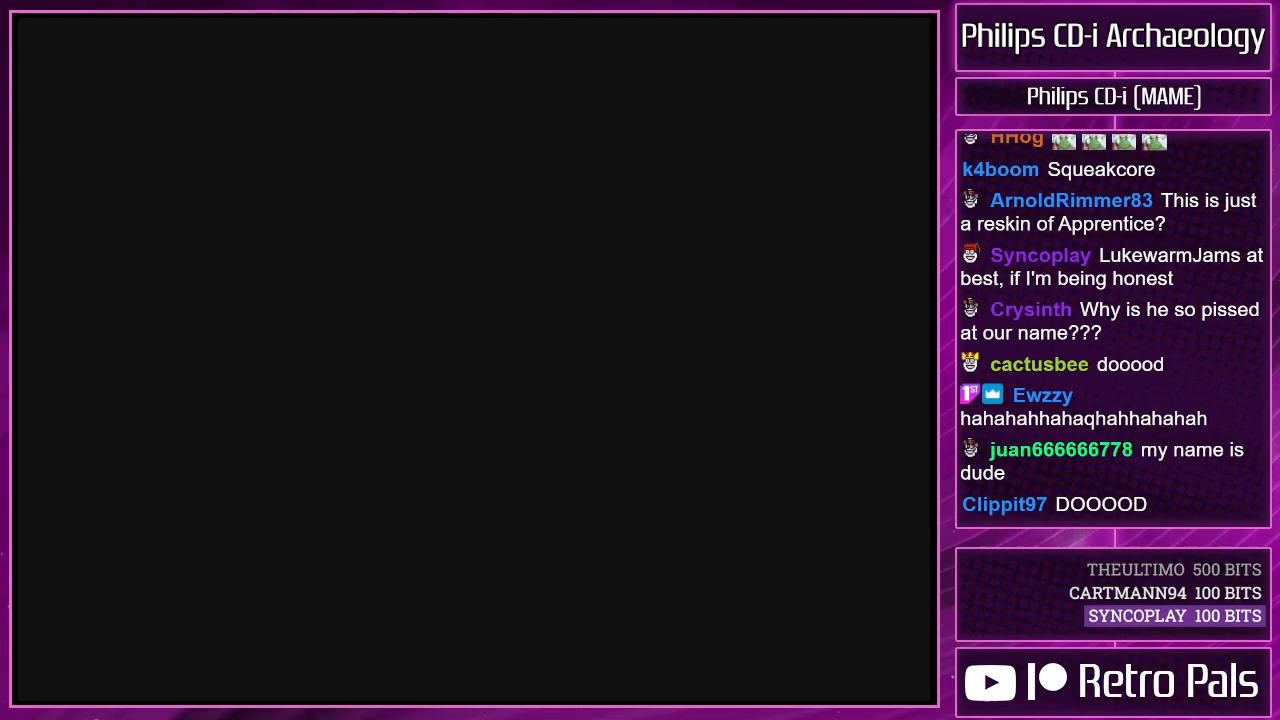 Philips CD-i Archaeology
Philips CD-i [MAME]
HHog
k4boom Squeakcore
ArnoldRimmer83 This is just
a reskin of Apprentice?
Syncoplay LukewarmJams at
best, if I'm being honest
Crysinth Why is he so pissed
at our name???
cactusbee dooood
1ST Ewzzy
hahahahhahaqhahhahahah
juan666666778 my name is
dude
Clippit97 DOOOOD
THEULTIMO 500 BITS
CARTMANN94 100 BITS
SYNCOPLAY 100 BITS
Retro Pals